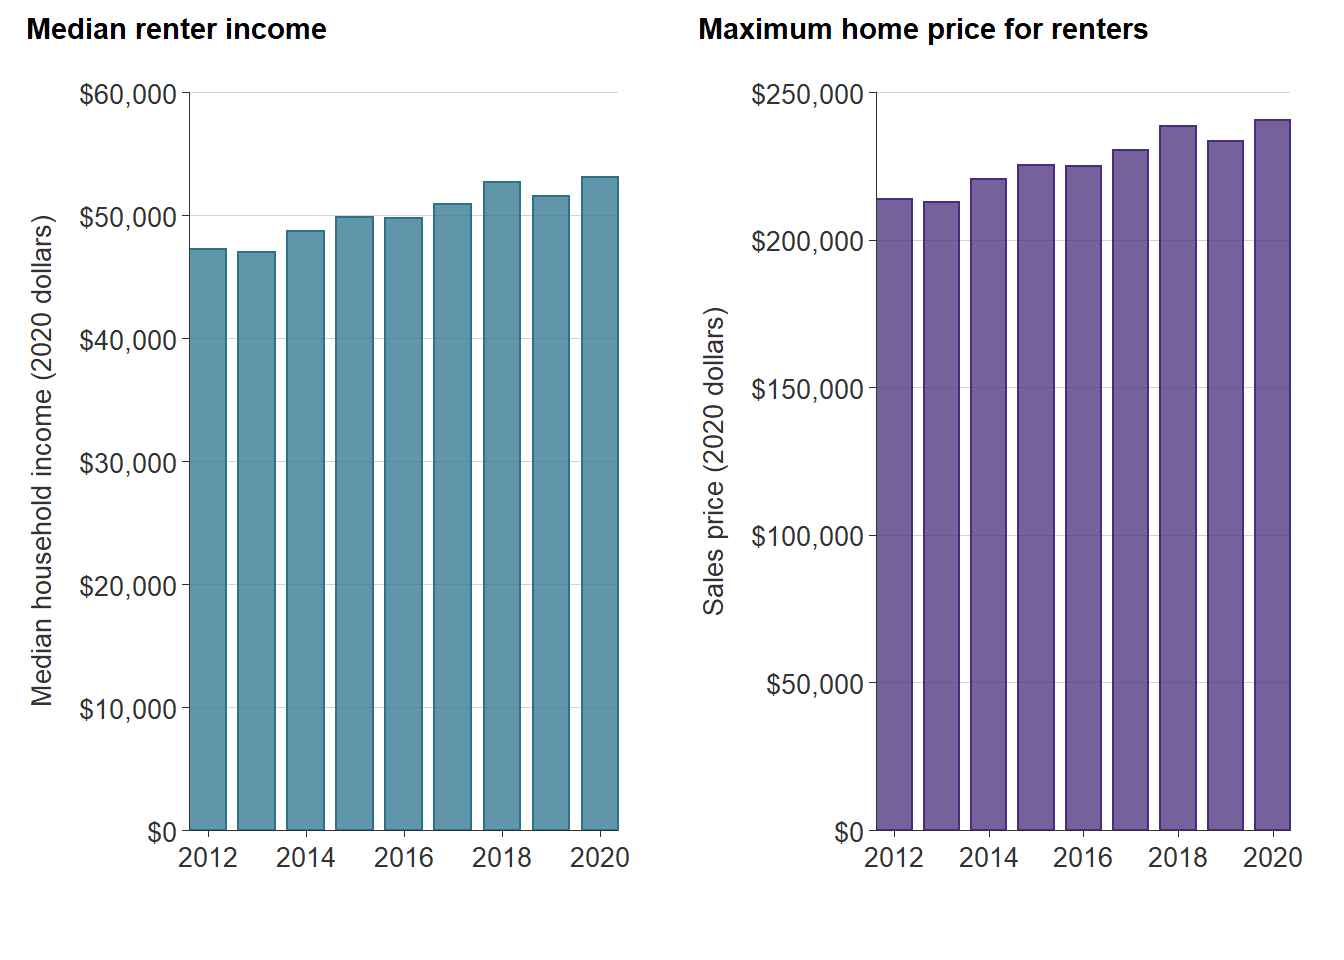 Median renter income
Median household income (2020 dollars)
$60,000
$50,000
$40,000
$30,000
$20,000
$10,000
$0
2012 2014 2016 2018 2020
Maximum home price for renters
Sales price (2020 dollars)
$250,000
$200,000
$150,000
$100,000
$50,000
$0
2012 2014 2016 2018 2020